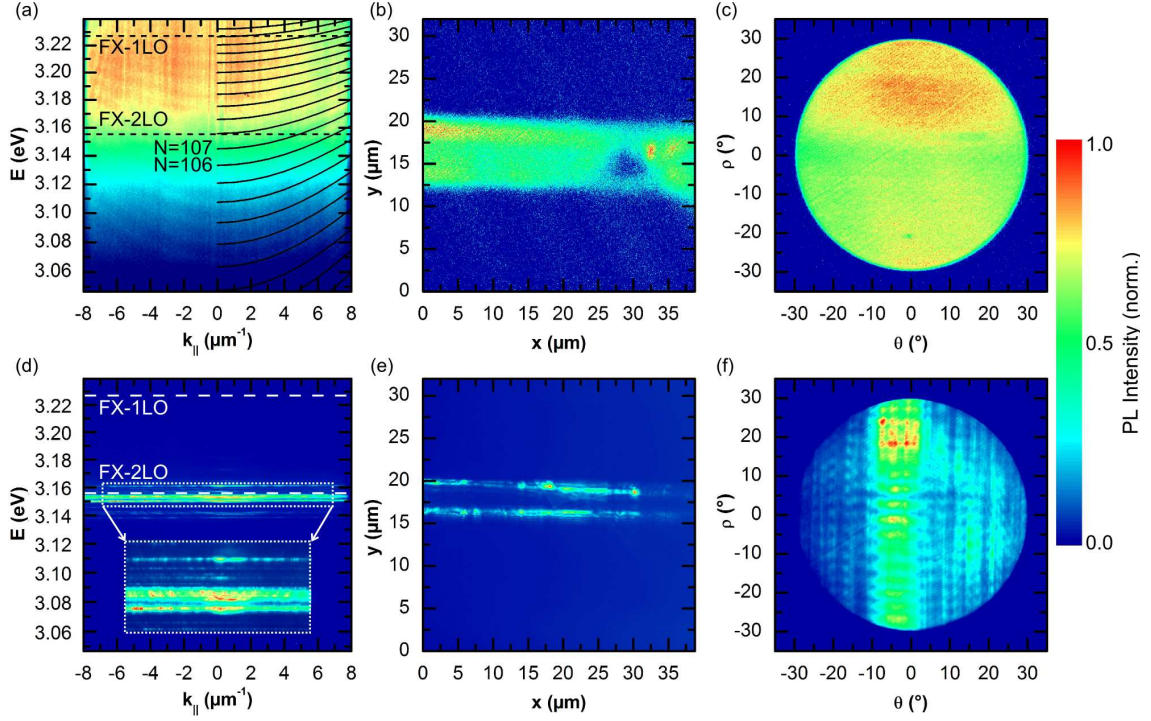 (a)
3.22
3.20
3.18
3.16
3.14
3.12
3.10
3.08
3.06
E (eV)
FX-1LO
FX-2LO
N=107
N=106
-8 -6 -4 -2 0 2 4 6 8
k|| (µm⁻¹)
(b)
30
25
20
15
10
5
0
y (µm)
0 5 10 15 20 25 30 35
x (µm)
(c)
30
20
10
0
-10
-20
-30
ρ (°)
-30 -20 -10 0 10 20 30
θ (°)
(d)
3.22
3.20
3.18
3.16
3.14
3.12
3.10
3.08
3.06
E (eV)
FX-1LO
FX-2LO
-8 -6 -4 -2 0 2 4 6 8
k|| (µm⁻¹)
(e)
30
25
20
15
10
5
0
y (µm)
0 5 10 15 20 25 30 35
x (µm)
(f)
30
20
10
0
-10
-20
-30
ρ (°)
-30 -20 -10 0 10 20 30
θ (°)
1.0
0.5
0.0
PL Intensity (norm.)